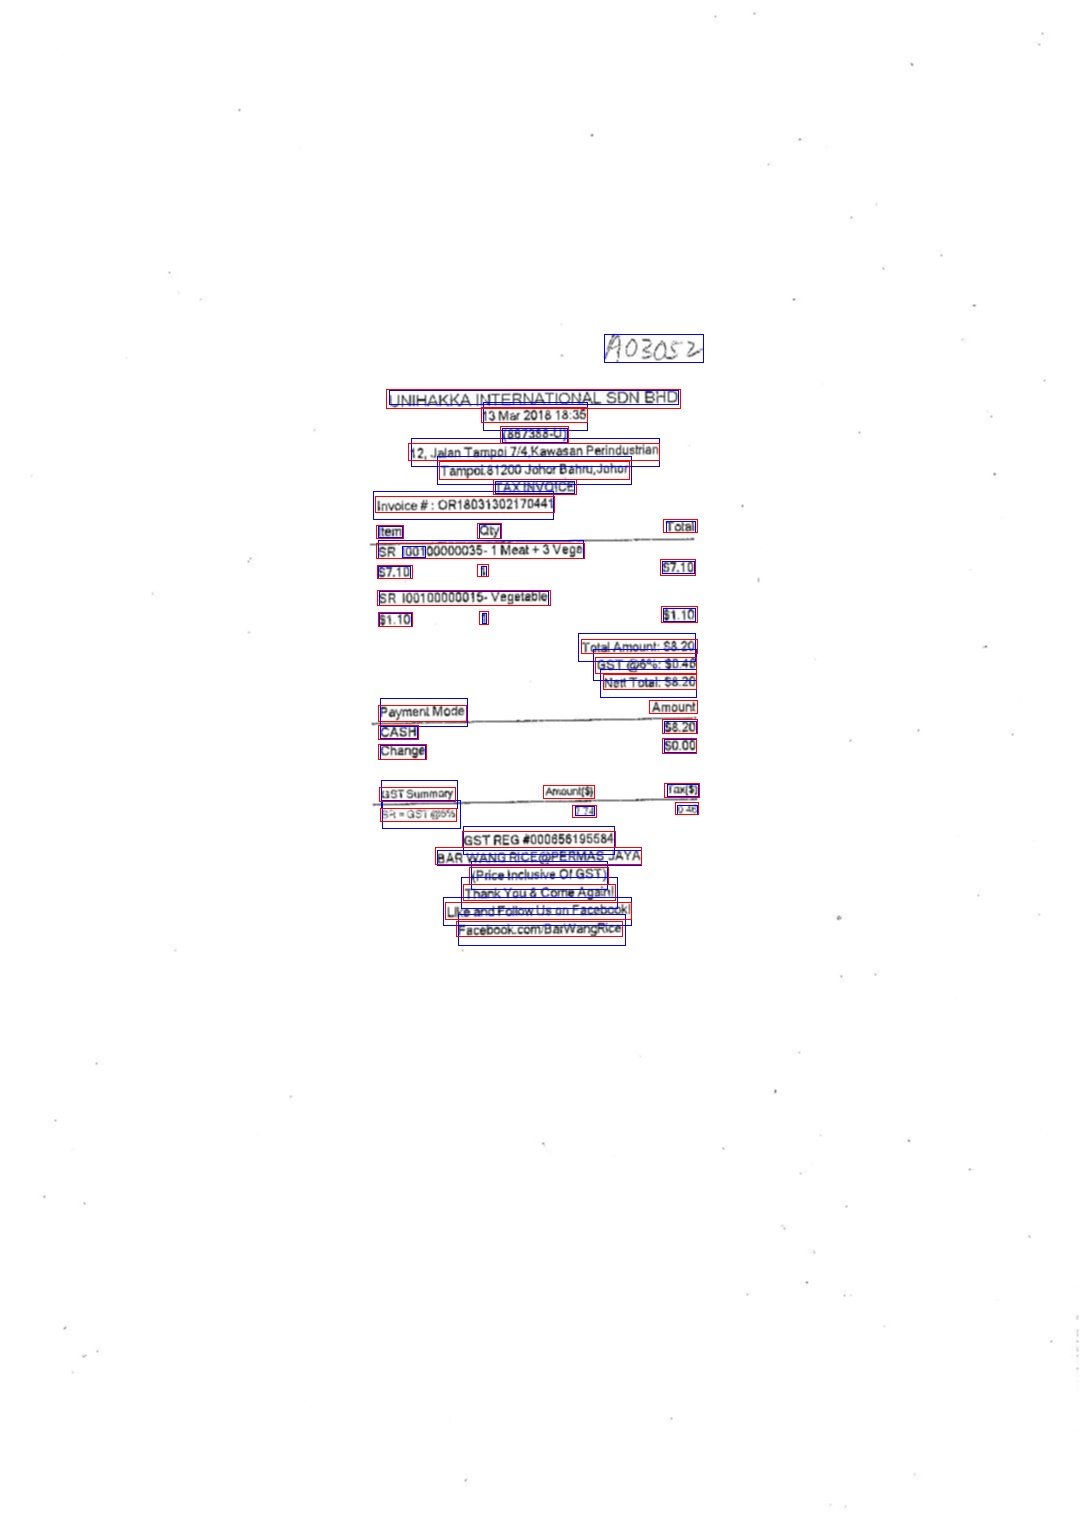 A03052
UNIHAKKA INTERNATIONAL SDN BHD
13 Mar 2018 18:35
(867388-U)
12, Jalan Tampoi 7/4,Kawasan Perindustrian
Tampoi.81200 Johor Bahru,Johor
TAX INVOICE
Invoice # : OR18031302170441
Item Qty Total
SR I00100000035- 1 Meat + 3 Vege
$7.10 1 $7.10
SR I00100000015- Vegetable
$1.10 1 $1.10
Total Amount: $8.20
GST @6%: $0.46
Nett Total: $8.20
Payment Mode Amount
CASH $8.20
Change $0.00
GST Summary Amount($) Tax($)
SR = GST @6% 7.74 0.46
GST REG #000656195584
BAR WANG RICE@PERMAS JAYA
(Price Inclusive Of GST)
Thank You & Come Again!
Like and Follow Us on Facebook!
Facebook.com/BarWangRice